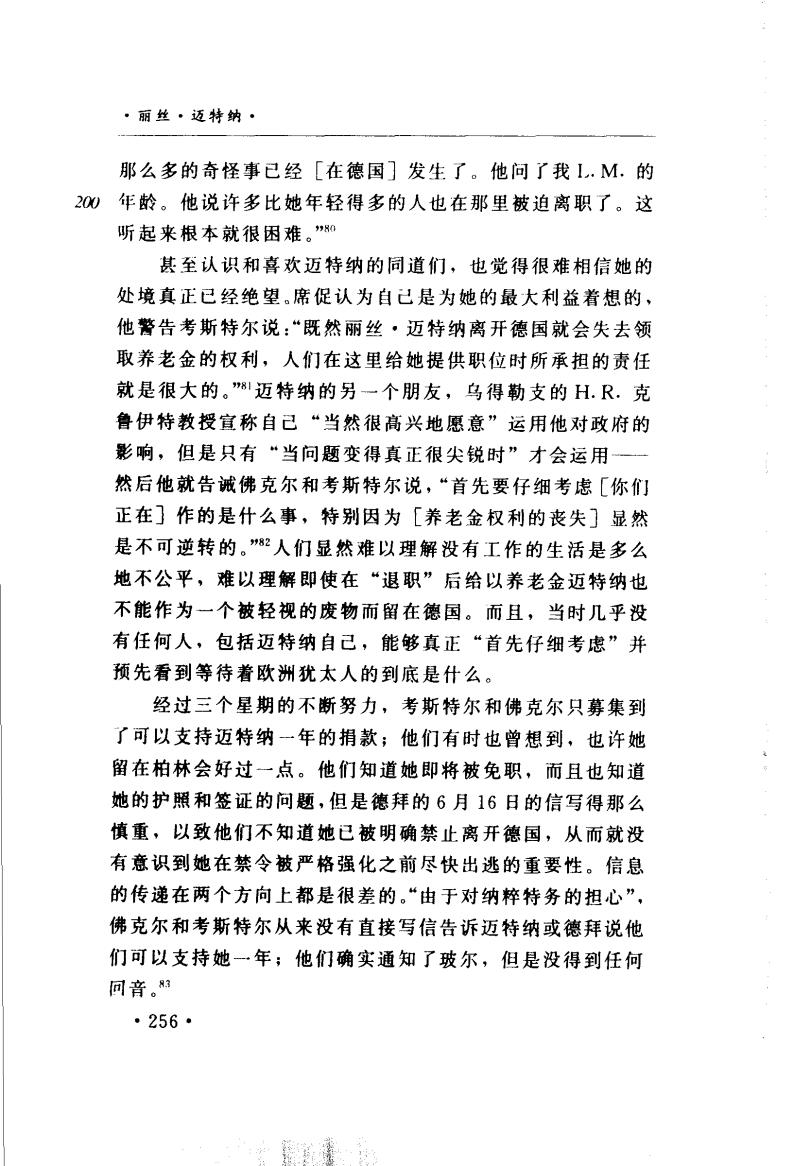 ·丽丝·迈特纳·
那么多的奇怪事已经［在德国］发生了。他问了我 L. M. 的
200 年龄。他说许多比她年轻得多的人也在那里被迫离职了。这
听起来根本就很困难。”80
甚至认识和喜欢迈特纳的同道们，也觉得很难相信她的
处境真正已经绝望。席促认为自己是为她的最大利益着想的，
他警告考斯特尔说：“既然丽丝·迈特纳离开德国就会失去领
取养老金的权利，人们在这里给她提供职位时所承担的责任
就是很大的。”81迈特纳的另一个朋友，乌得勒支的 H. R. 克
鲁伊特教授宣称自己“当然很高兴地愿意”运用他对政府的
影响，但是只有“当问题变得真正很尖锐时”才会运用——
然后他就告诫佛克尔和考斯特尔说，“首先要仔细考虑［你们
正在］作的是什么事，特别因为［养老金权利的丧失］显然
是不可逆转的。”82人们显然难以理解没有工作的生活是多么
地不公平，难以理解即使在“退职”后给以养老金迈特纳也
不能作为一个被轻视的废物而留在德国。而且，当时几乎没
有任何人，包括迈特纳自己，能够真正“首先仔细考虑”并
预先看到等待着欧洲犹太人的到底是什么。
经过三个星期的不断努力，考斯特尔和佛克尔只募集到
了可以支持迈特纳一年的捐款；他们有时也曾想到，也许她
留在柏林会好过一点。他们知道她即将被免职，而且也知道
她的护照和签证的问题，但是德拜的 6 月 16 日的信写得那么
慎重，以致他们不知道她已被明确禁止离开德国，从而就没
有意识到她在禁令被严格强化之前尽快出逃的重要性。信息
的传递在两个方向上都是很差的。“由于对纳粹特务的担心”，
佛克尔和考斯特尔从来没有直接写信告诉迈特纳或德拜说他
们可以支持她一年；他们确实通知了玻尔，但是没得到任何
回音。83
·256·